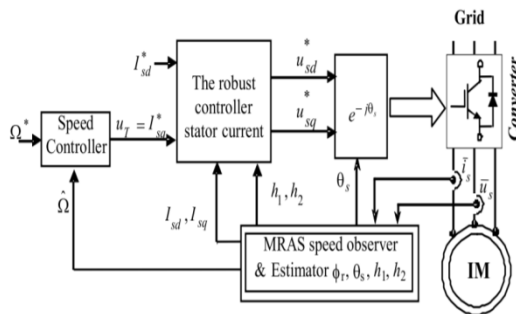 Grid
I*sd
The robust
controller
stator current
u*sd
u*sq
e^-jθs
Converter
Ω*
Speed
Controller
u7 = I*sq
Ω̂
Isd , Isq
h1, h2
θs
īs
ūs
MRAS speed observer
& Estimator ϕr, θs, h1, h2
IM